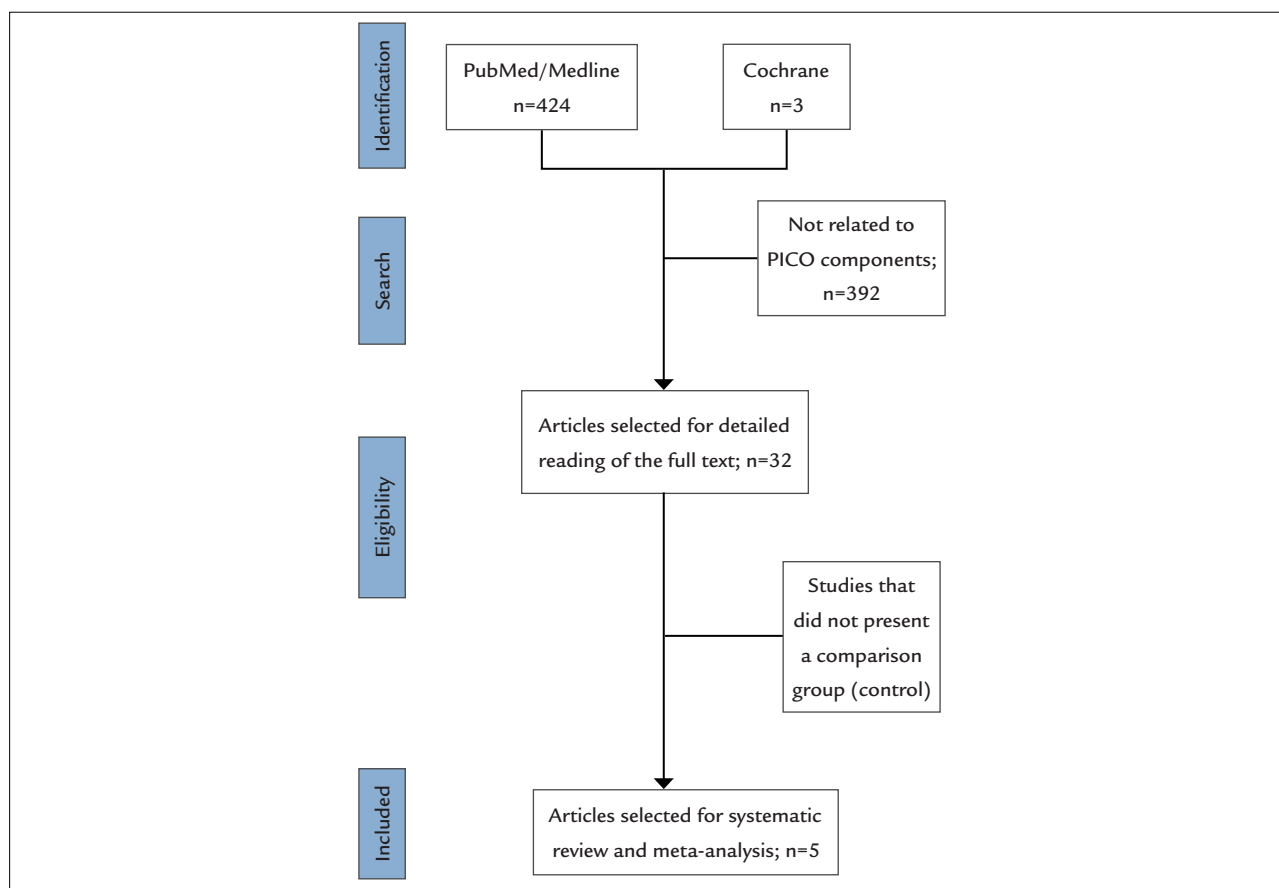 Identification
PubMed/Medline
n=424
Cochrane
n=3
Search
Not related to
PICO components;
n=392
Eligibility
Articles selected for detailed
reading of the full text; n=32
Studies that
did not present
a comparison
group (control)
Included
Articles selected for systematic
review and meta-analysis; n=5